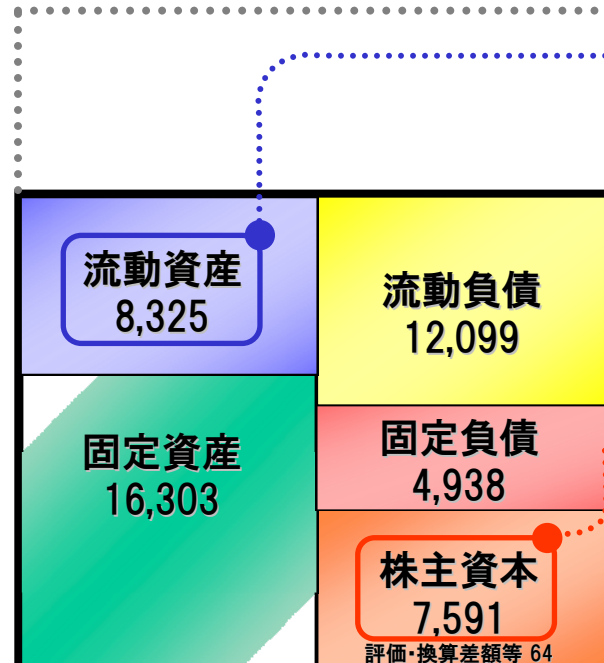 流動資産
8,325
固定資産
16,303
流動負債
12,099
固定負債
4,938
株主資本
7,591
評価・換算差額等 64